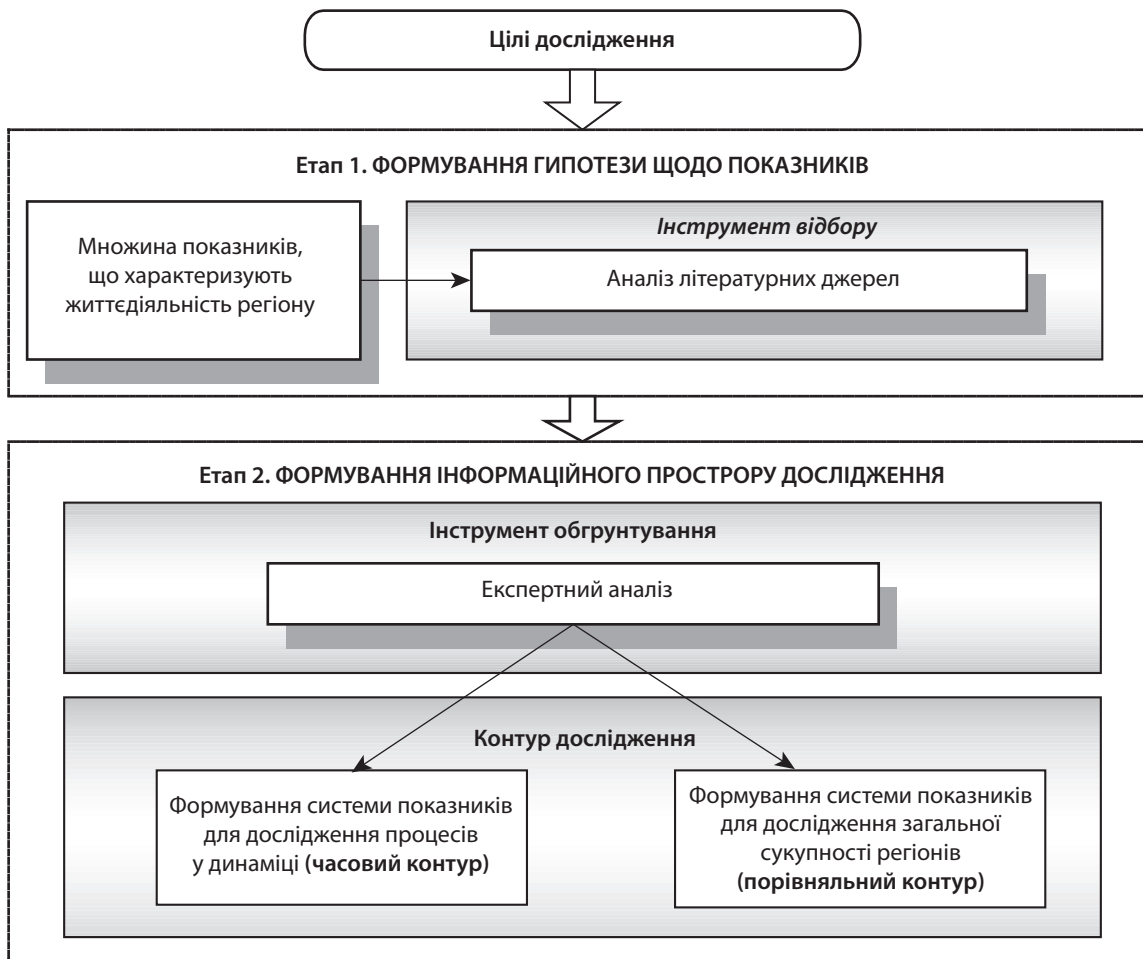 Цілі дослідження
Етап 1. ФОРМУВАННЯ ГИПОТЕЗИ ЩОДО ПОКАЗНИКІВ
Множина показників,
що характеризують
життєдіяльність регіону
Інструмент відбору
Аналіз літературних джерел
Етап 2. ФОРМУВАННЯ ІНФОРМАЦІЙНОГО ПРОСТРОРУ ДОСЛІДЖЕННЯ
Інструмент обгрунтування
Експертний аналіз
Контур дослідження
Формування системи показників
для дослідження процесів
у динаміці (часовий контур)
Формування системи показників
для дослідження загальної
сукупності регіонів
(порівняльний контур)